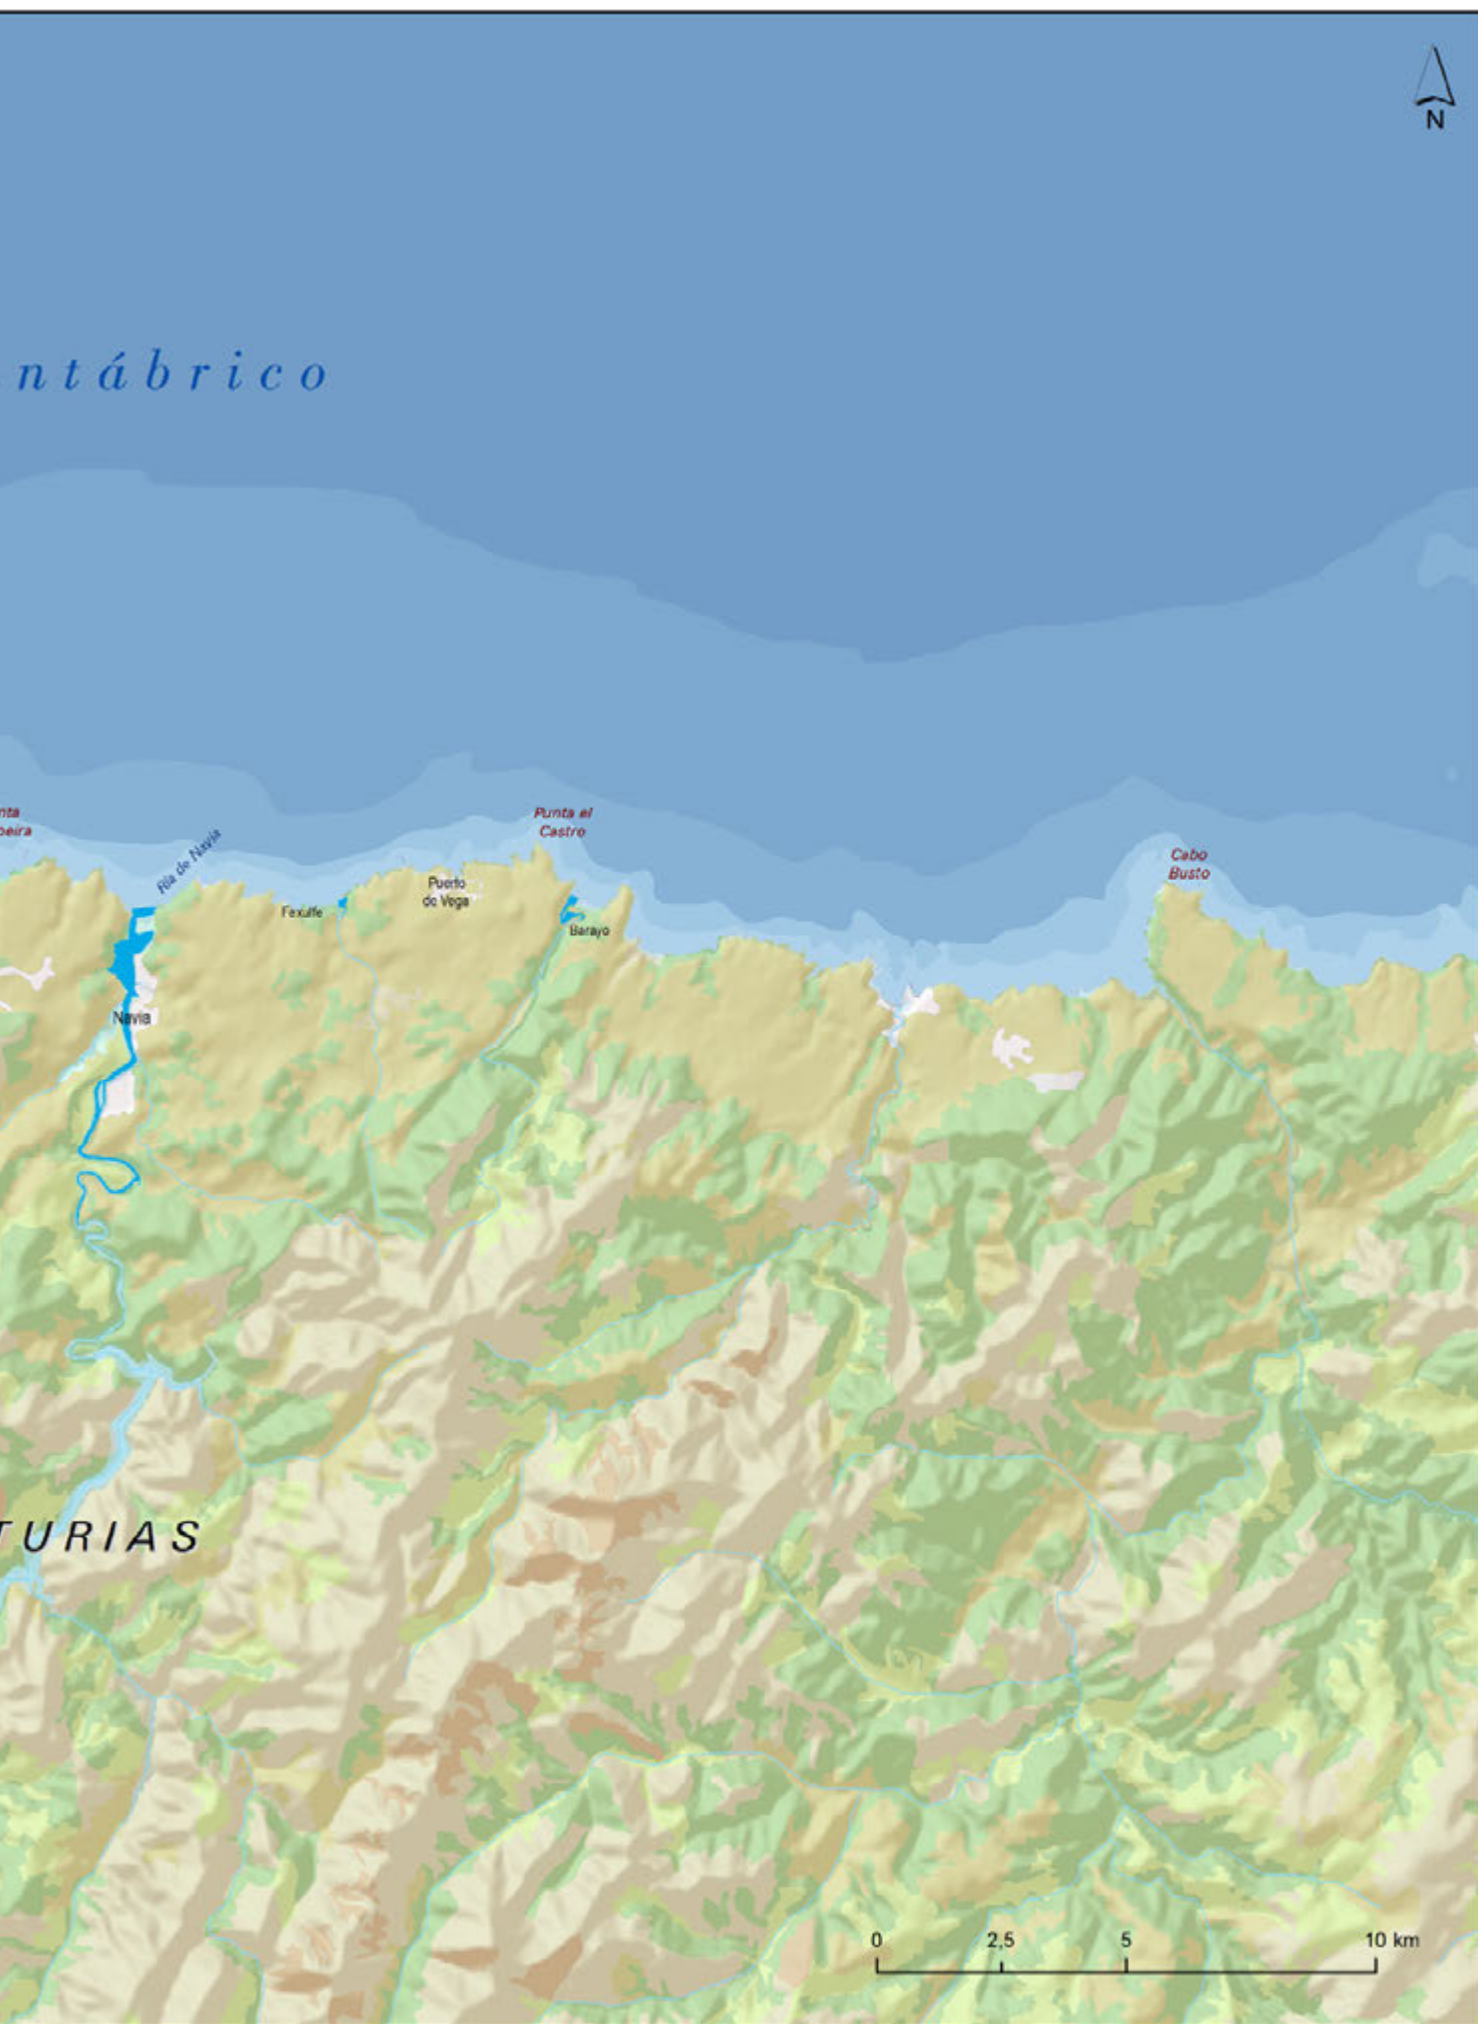 N
ntábrico
nta
Punta el
Castro
peira
Ría de Navia
Cabo
Busto
Puerto
de Vega
Fexulfe
Barayo
Navia
TURIAS
0 2,5 5 10 km